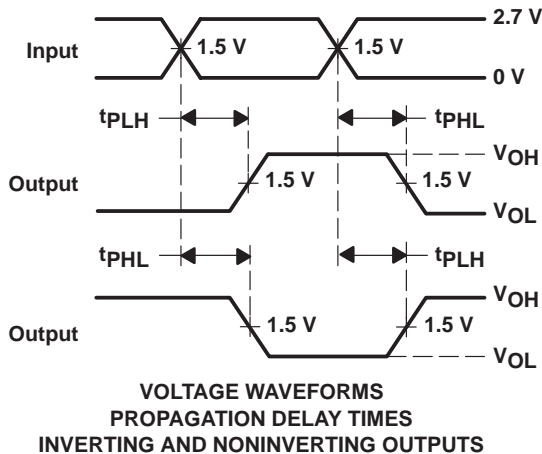 2.7 V
Input
1.5 V
1.5 V
0 V
tPLH
tPHL
VOH
Output
1.5 V
1.5 V
VOL
tPHL
tPLH
VOH
Output
1.5 V
1.5 V
VOL
VOLTAGE WAVEFORMS
PROPAGATION DELAY TIMES
INVERTING AND NONINVERTING OUTPUTS